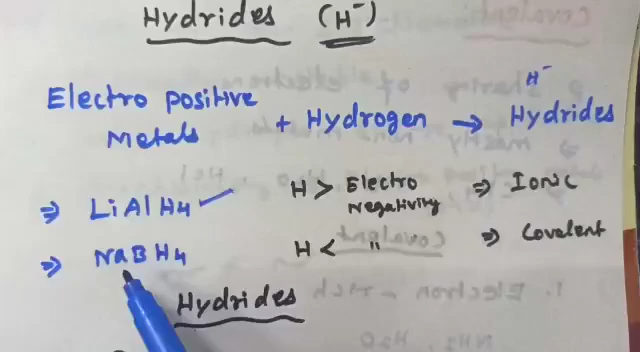 Hydrides (H⁻)
H⁻
Electro positive Metals + Hydrogen → Hydrides
⇒ LiAlH4 ✓ H > Electro Negativity ⇒ Ionic
⇒ NaBH4 H < " ⇒ Covalent
Hydrides